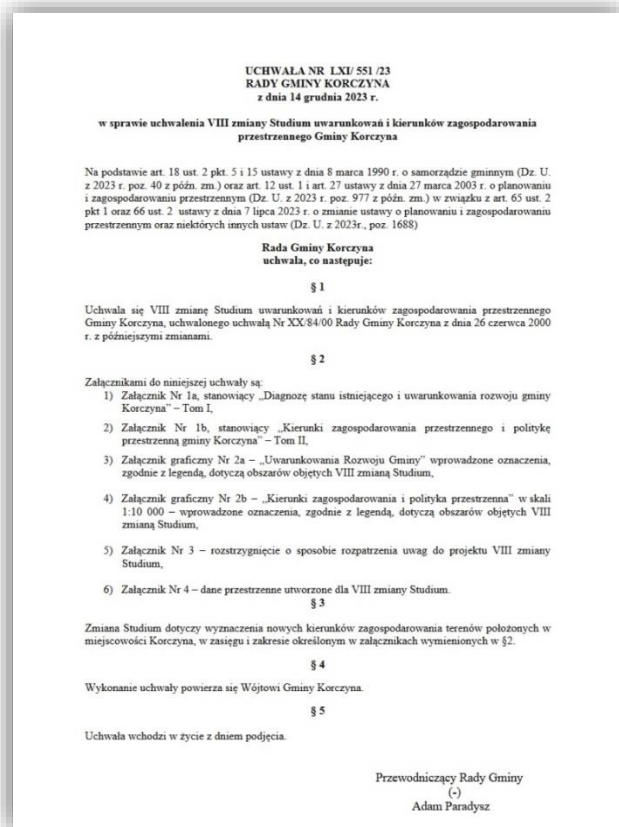 UCHWAŁA NR LXI/ 551 /23
RADY GMINY KORCZYNA
z dnia 14 grudnia 2023 r.
w sprawie uchwalenia VIII zmiany Studium uwarunkowań i kierunków zagospodarowania
przestrzennego Gminy Korczyna
Na podstawie art. 18 ust. 2 pkt. 5 i 15 ustawy z dnia 8 marca 1990 r. o samorządzie gminnym (Dz. U.
z 2023 r. poz. 40 z późn. zm.) oraz art. 12 ust. 1 i art. 27 ustawy z dnia 27 marca 2003 r. o planowaniu
i zagospodarowaniu przestrzennym (Dz. U. z 2023 r. poz. 977 z późn. zm.) w związku z art. 65 ust. 2
pkt 1 oraz 66 ust. 2 ustawy z dnia 7 lipca 2023 r. o zmianie ustawy o planowaniu i zagospodarowaniu
przestrzennym oraz niektórych innych ustaw (Dz. U. z 2023r., poz. 1688)
Rada Gminy Korczyna
uchwala, co następuje:
§ 1
Uchwala się VIII zmianę Studium uwarunkowań i kierunków zagospodarowania przestrzennego
Gminy Korczyna, uchwalonego uchwałą Nr XX/84/00 Rady Gminy Korczyna z dnia 26 czerwca 2000
r. z późniejszymi zmianami.
§ 2
Załącznikami do niniejszej uchwały są:
1) Załącznik Nr 1a, stanowiący „Diagnozę stanu istniejącego i uwarunkowania rozwoju gminy
Korczyna” – Tom I,
2) Załącznik Nr 1b, stanowiący „Kierunki zagospodarowania przestrzennego i politykę
przestrzenną gminy Korczyna” – Tom II,
3) Załącznik graficzny Nr 2a – „Uwarunkowania Rozwoju Gminy” wprowadzone oznaczenia,
zgodnie z legendą, dotyczą obszarów objętych VIII zmianą Studium,
4) Załącznik graficzny Nr 2b – „Kierunki zagospodarowania i polityka przestrzenna” w skali
1:10 000 – wprowadzone oznaczenia, zgodnie z legendą, dotyczą obszarów objętych VIII
zmianą Studium,
5) Załącznik Nr 3 – rozstrzygnięcie o sposobie rozpatrzenia uwag do projektu VIII zmiany
Studium,
6) Załącznik Nr 4 – dane przestrzenne utworzone dla VIII zmiany Studium.
§ 3
Zmiana Studium dotyczy wyznaczenia nowych kierunków zagospodarowania terenów położonych w
miejscowości Korczyna, w zasięgu i zakresie określonym w załącznikach wymienionych w §2.
§ 4
Wykonanie uchwały powierza się Wójtowi Gminy Korczyna.
§ 5
Uchwała wchodzi w życie z dniem podjęcia.
Przewodniczący Rady Gminy
(-)
Adam Paradysz